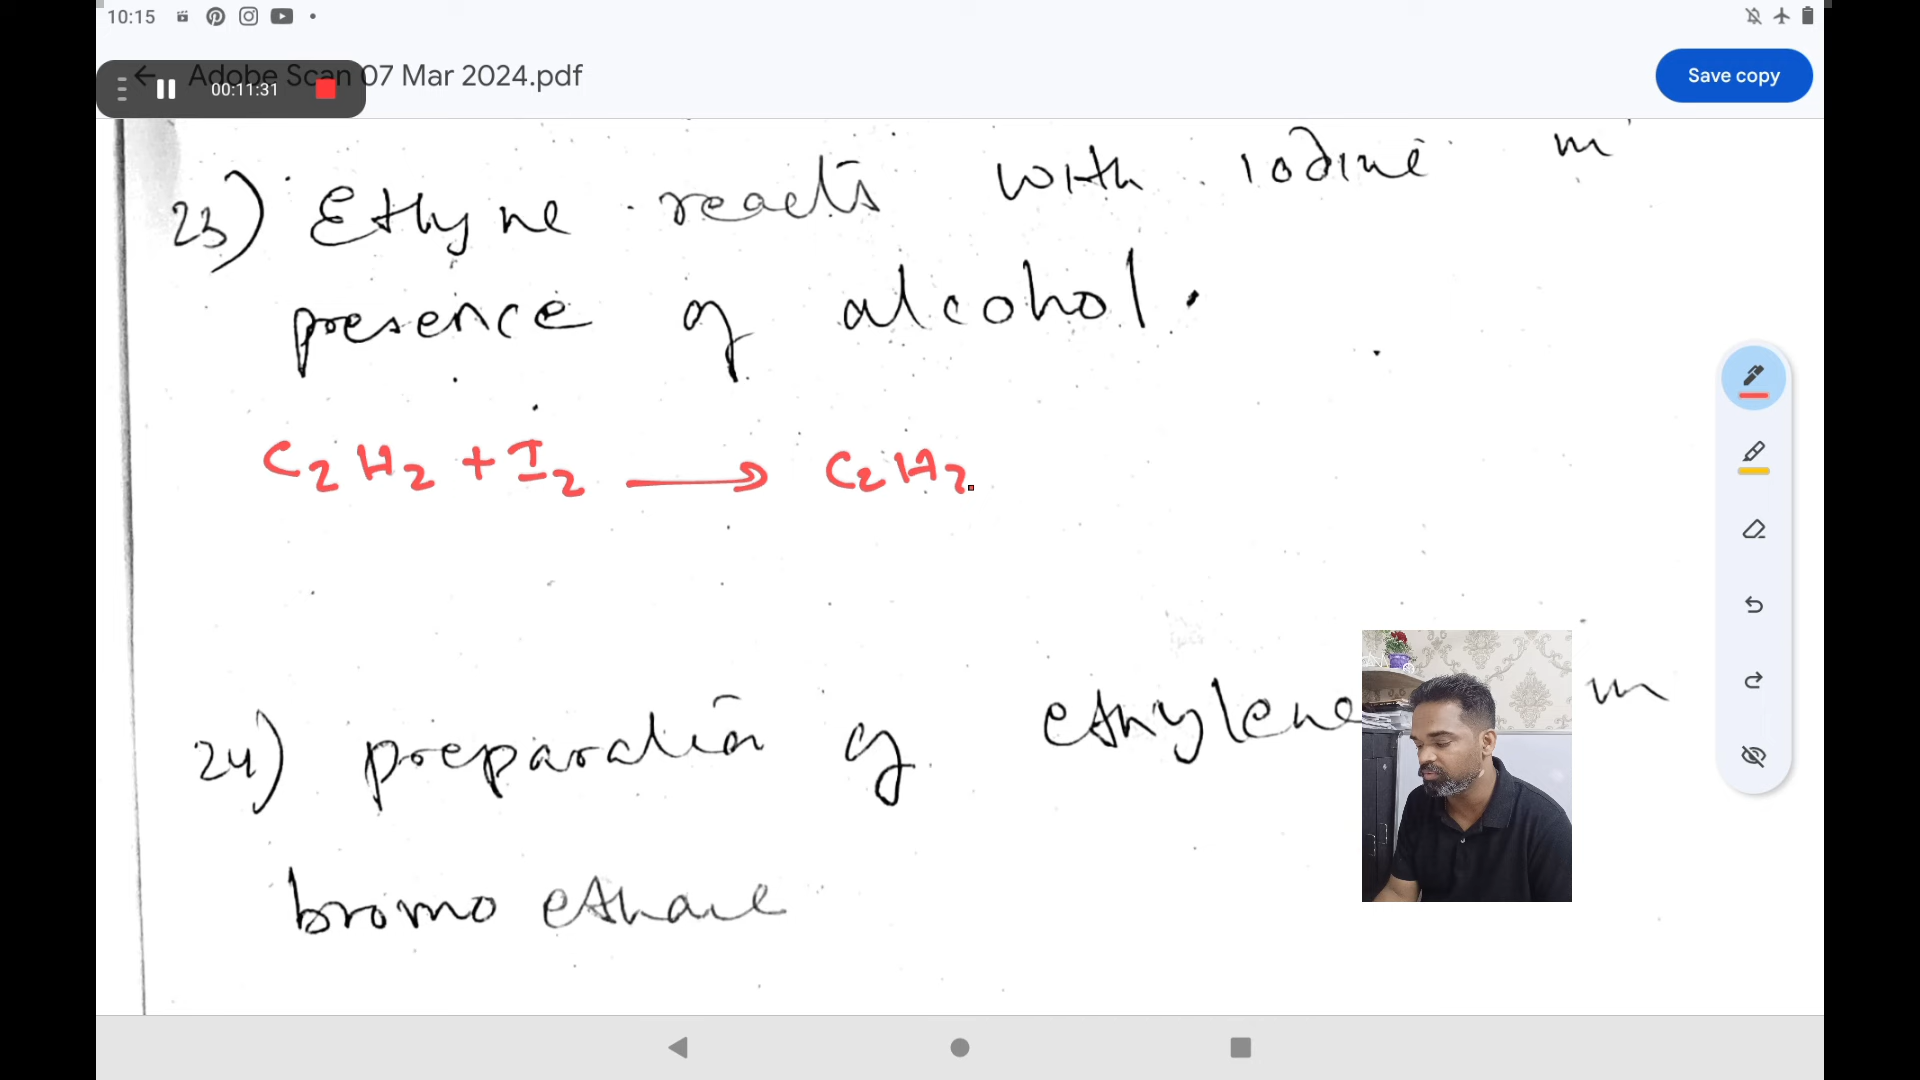 10:15
Adobe Scan 07 Mar 2024.pdf
00:11:31
Save copy
23) Ethyne reacts with iodine in
presence of alcohol.
C2H2 + I2 → C2H2
24) preparation of ethylene in
bromo ethane